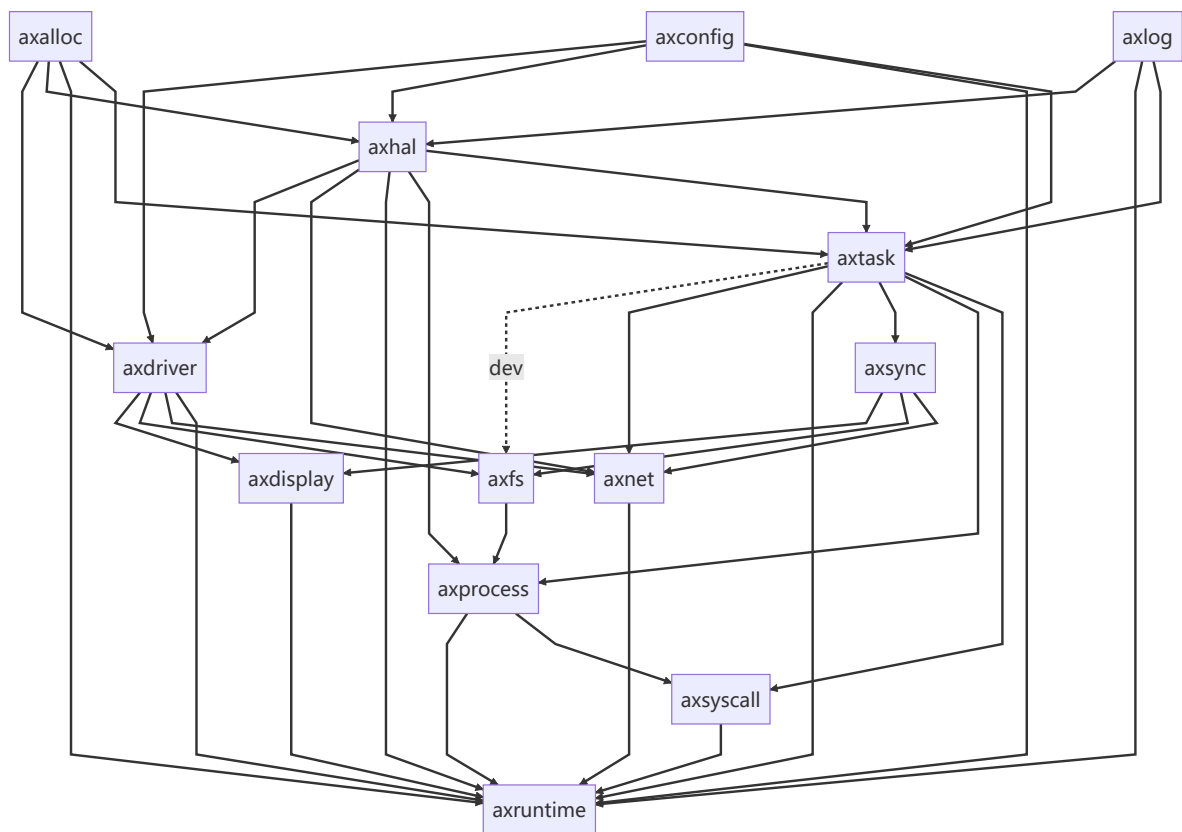 axalloc
axconfig
axlog
axhal
axtask
axdriver
dev
axsync
axdisplay
axfs
axnet
axprocess
axsyscall
axruntime